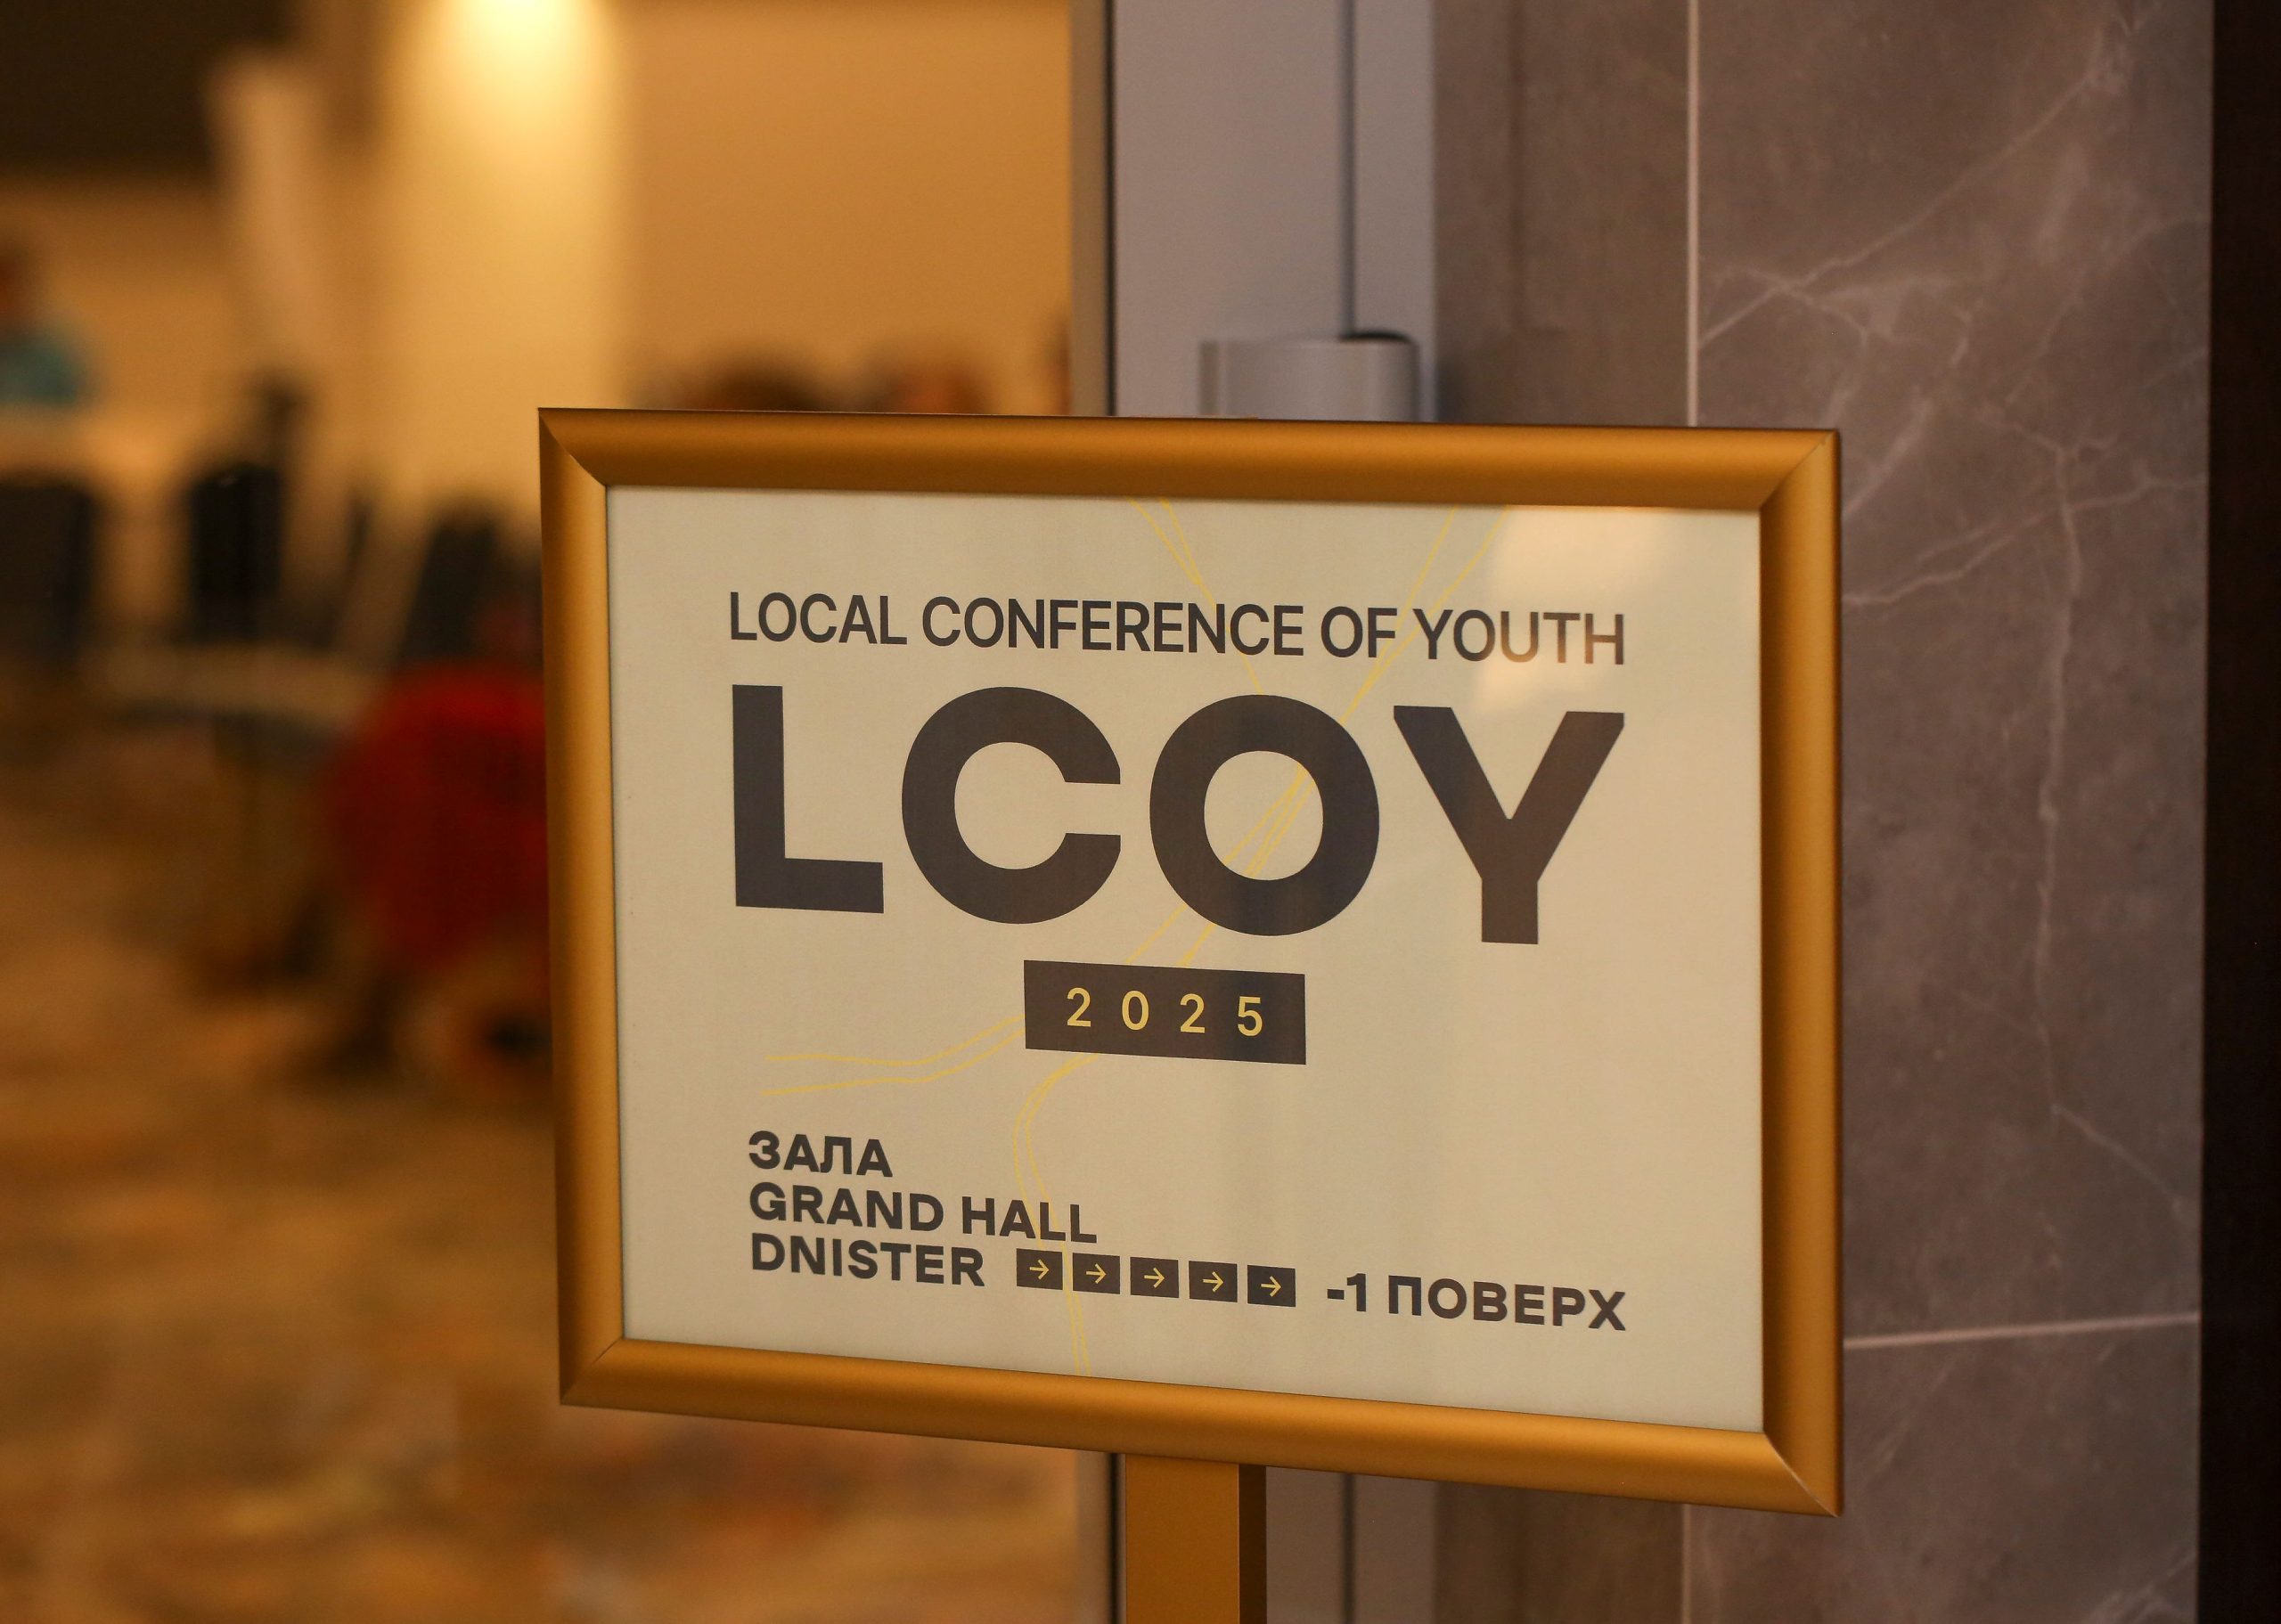 LOCAL CONFERENCE OF YOUTH
LCOY
2025
ЗАЛА
GRAND HALL
DNISTER →→→→→ -1 ПОВЕРХ